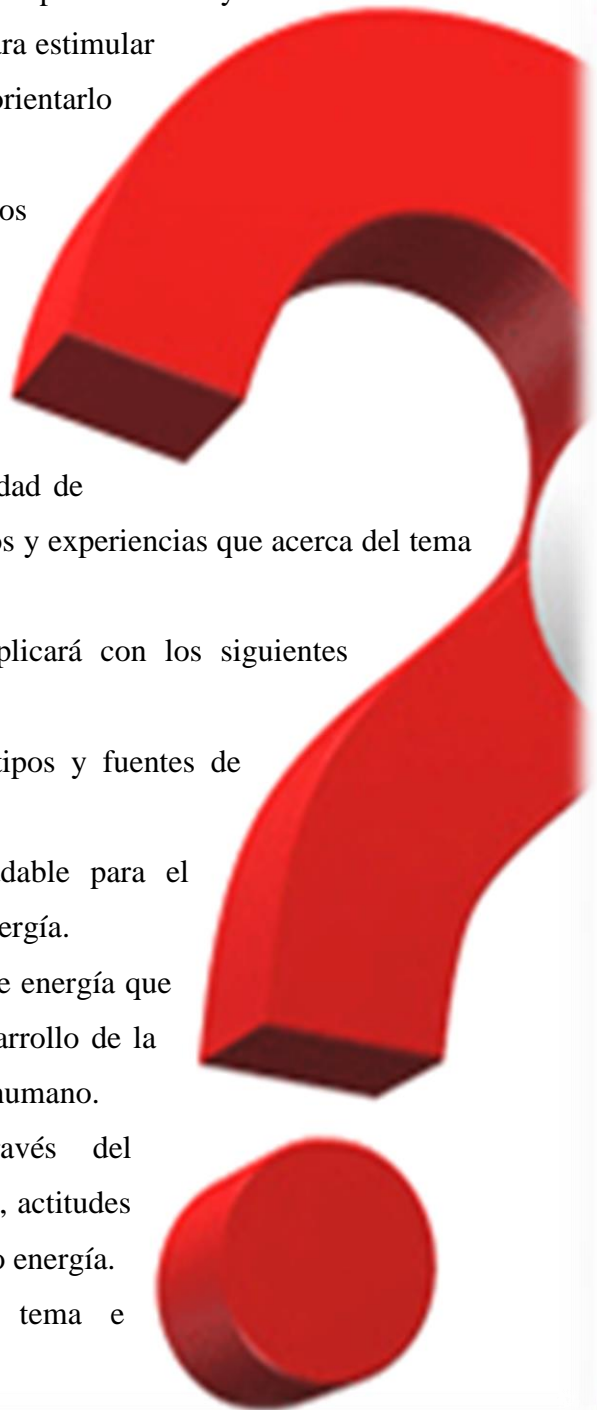 ara estimular
orientarlo
os
dad de
os y experiencias que acerca del tema
plicará con los siguientes
tipos y fuentes de
dable para el
ergía.
e energía que
arrollo de la
humano.
avés del
, actitudes
o energía.
tema e